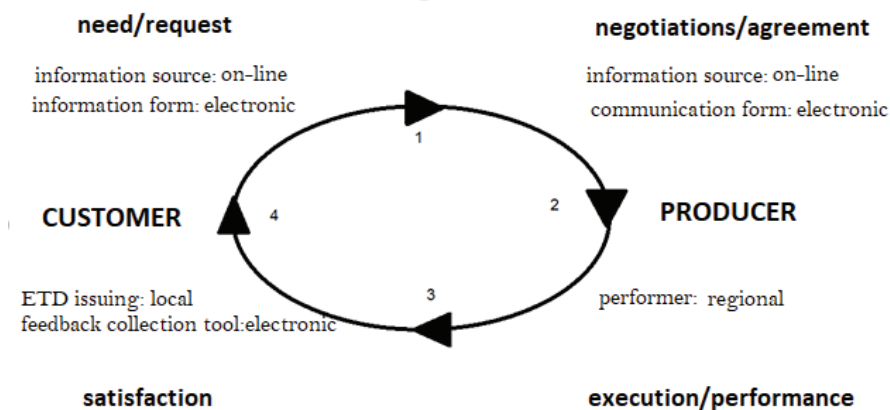 need/request
negotiations/agreement
information source: on-line
information form: electronic
information source: on-line
communication form: electronic
1
CUSTOMER
4
2
PRODUCER
3
ETD issuing: local
feedback collection tool:electronic
performer: regional
satisfaction
execution/performance